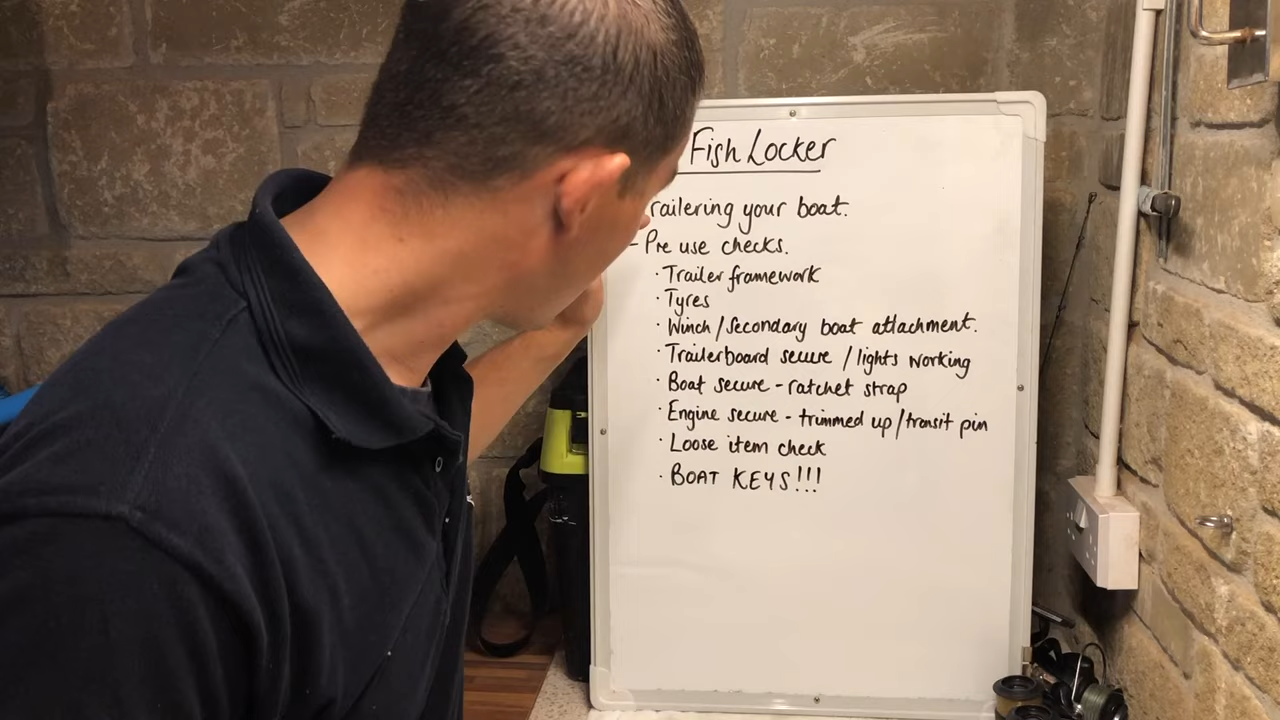 Fish Locker
railering your boat.
- Pre use checks.
· Trailer framework
· Tyres
· Winch/secondary boat attachment.
· Trailerboard secure / lights working
· Boat secure - ratchet strap
· Engine secure - trimmed up/transit pin
· Loose item check
· BOAT KEYS!!!